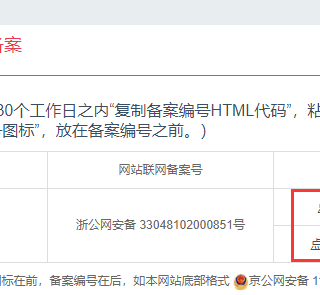 备案
30个工作日之内“复制备案编号HTML代码”，粘
图标”，放在备案编号之前。）
网站联网备案号
浙公网安备 33048102000851号
标在前，备案编号在后，如本网站底部格式 京公网安备 1